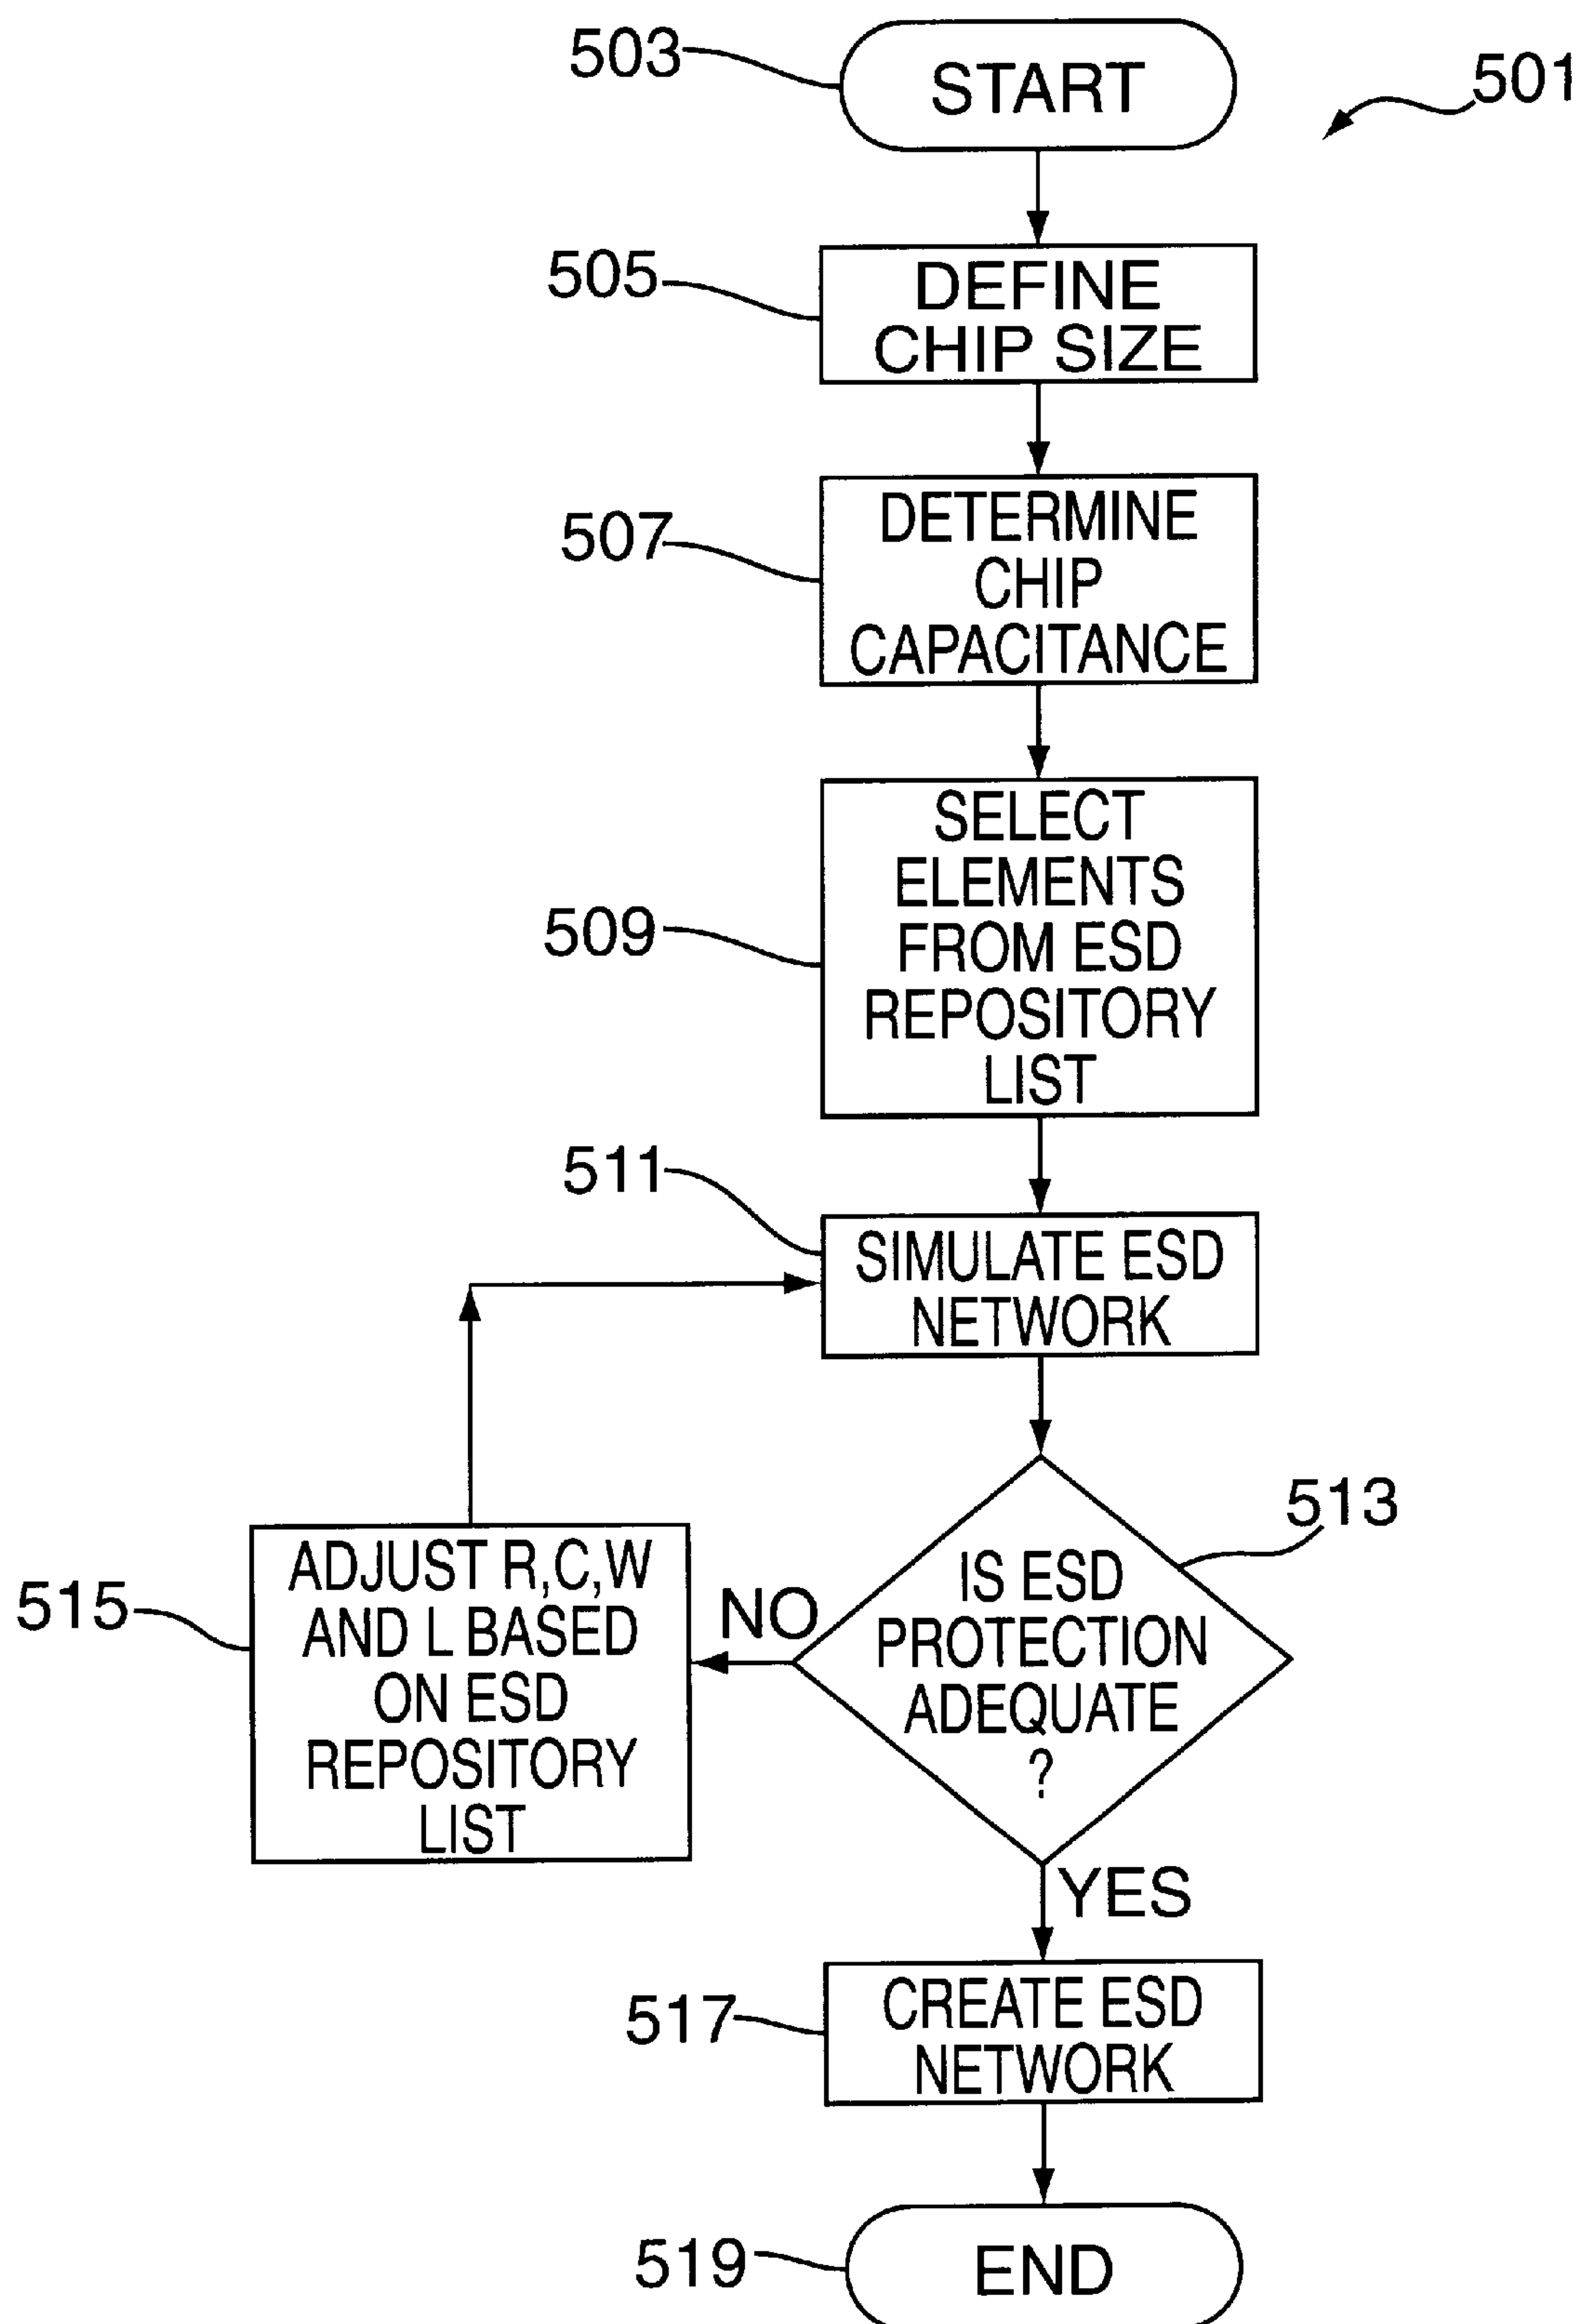 503
START
501
505
DEFINE
CHIP SIZE
507
DETERMINE
CHIP
CAPACITANCE
509
SELECT
ELEMENTS
FROM ESD
REPOSITORY
LIST
511
SIMULATE ESD
NETWORK
513
IS ESD
PROTECTION
ADEQUATE
?
NO
515
ADJUST R,C,W
AND L BASED
ON ESD
REPOSITORY
LIST
YES
517
CREATE ESD
NETWORK
519
END